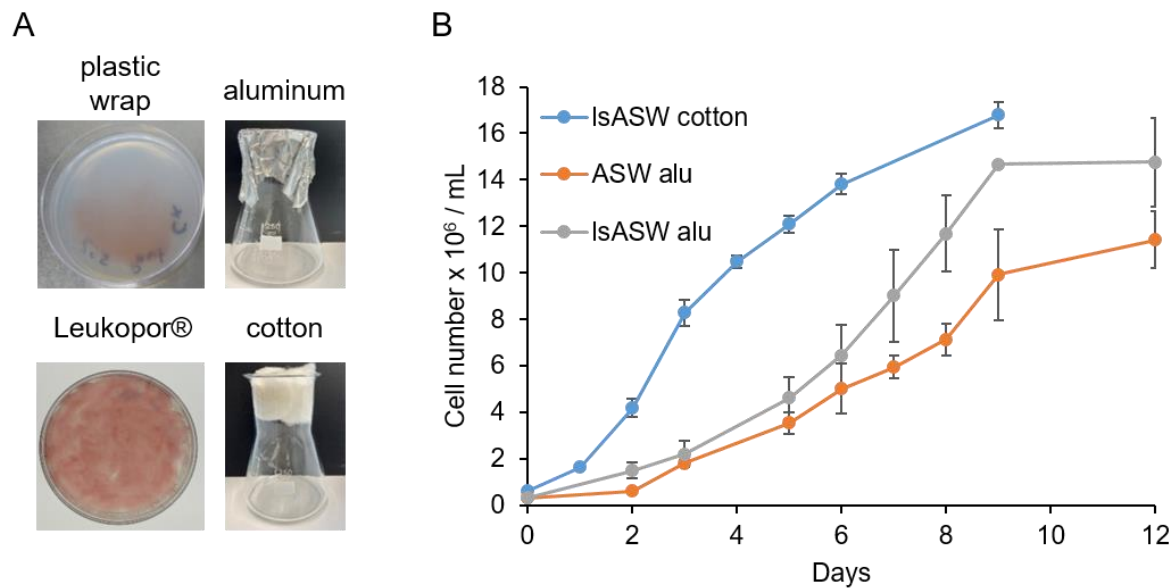 A
plastic
wrap
aluminum
Leukopor®
cotton
B
Cell number x 10⁶ / mL
18
16
14
12
10
8
6
4
2
0
lsASW cotton
ASW alu
lsASW alu
0
2
4
6
8
10
12
Days